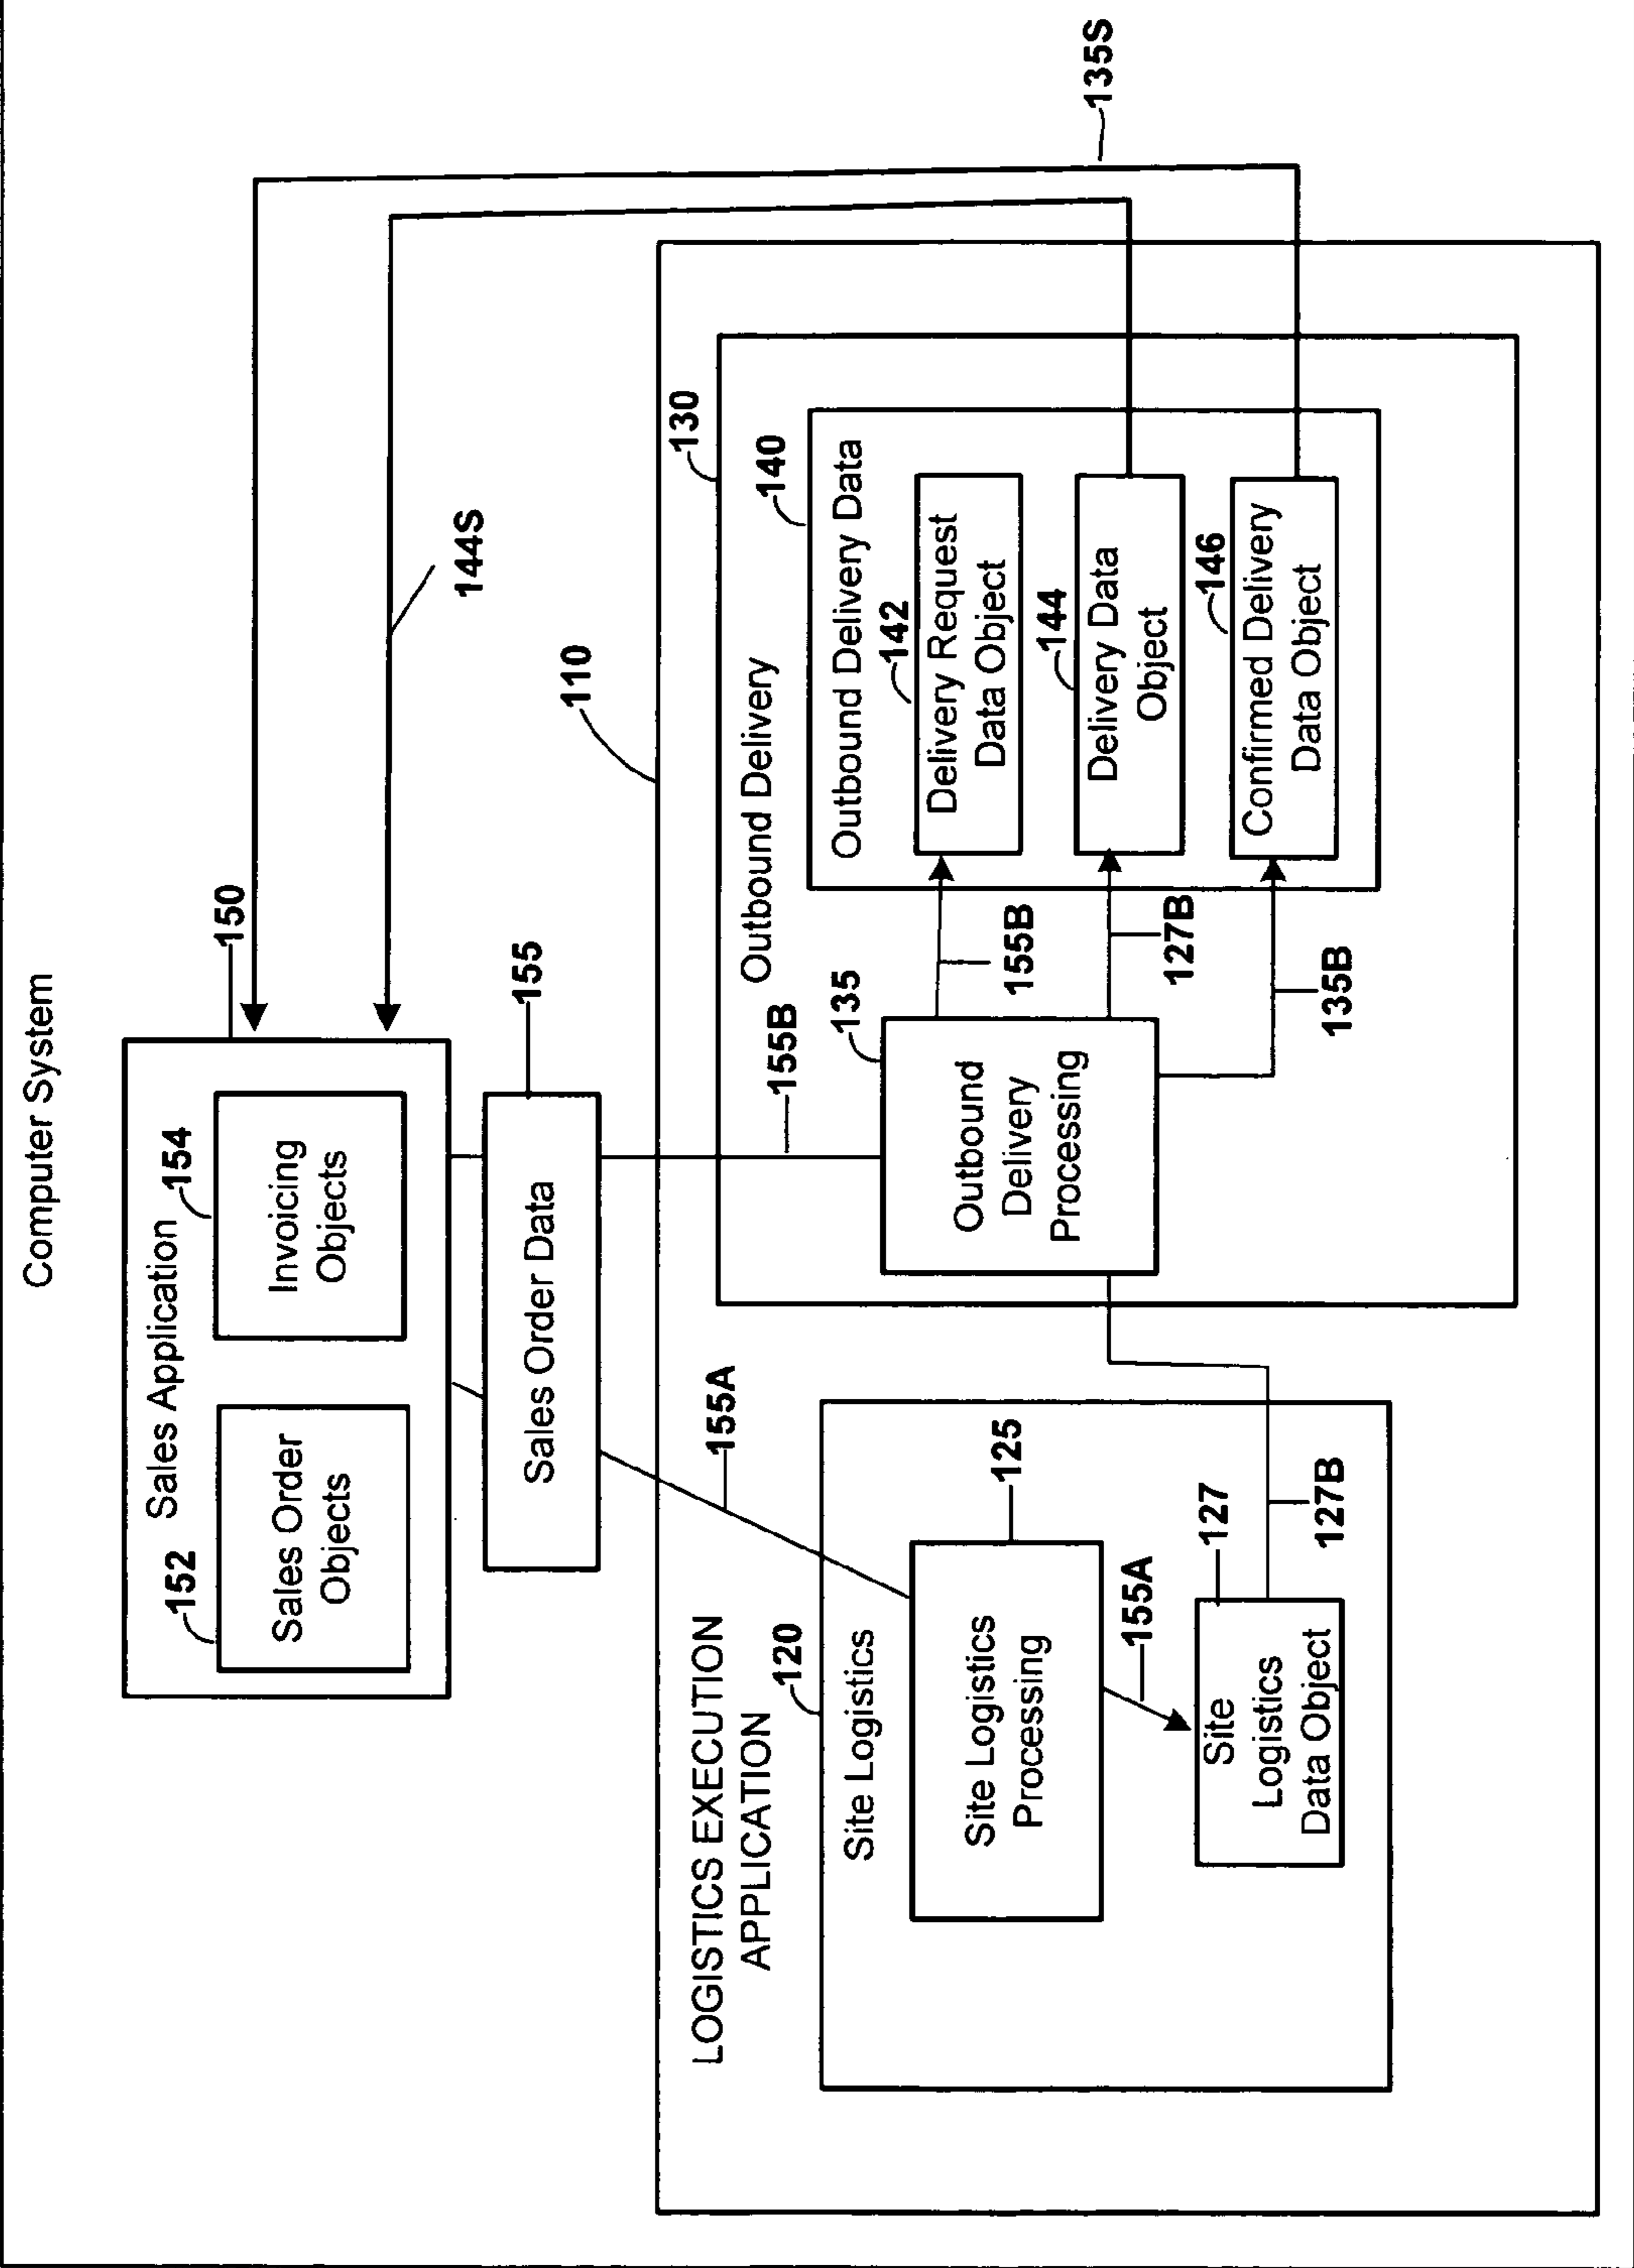 Computer System
150
Sales Application
152
154
Sales Order
Objects
Invoicing
Objects
144S
135S
155
Sales Order Data
155A
155B
110
LOGISTICS EXECUTION
APPLICATION
120
Site Logistics
125
Site Logistics
Processing
155A
127
Site
Logistics
Data Object
127B
130
Outbound Delivery
135
Outbound
Delivery
Processing
155B
127B
135B
140
Outbound Delivery Data
142
Delivery Request
Data Object
144
Delivery Data
Object
146
Confirmed Delivery
Data Object